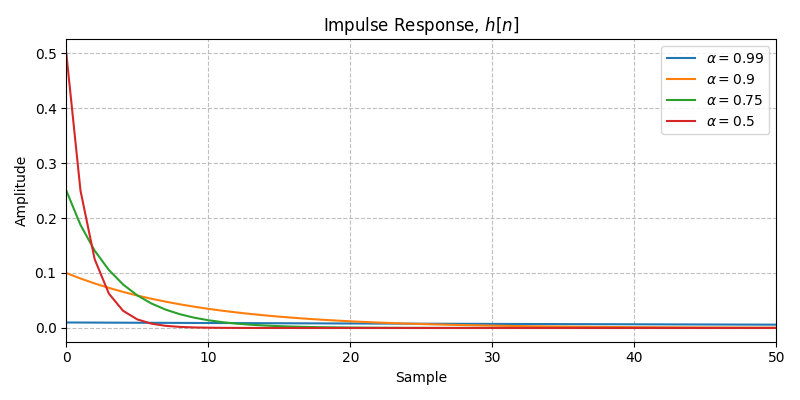 Impulse Response, h[n]
α = 0.99
α = 0.9
α = 0.75
α = 0.5
Amplitude
0.5
0.4
0.3
0.2
0.1
0.0
0 10 20 30 40 50
Sample